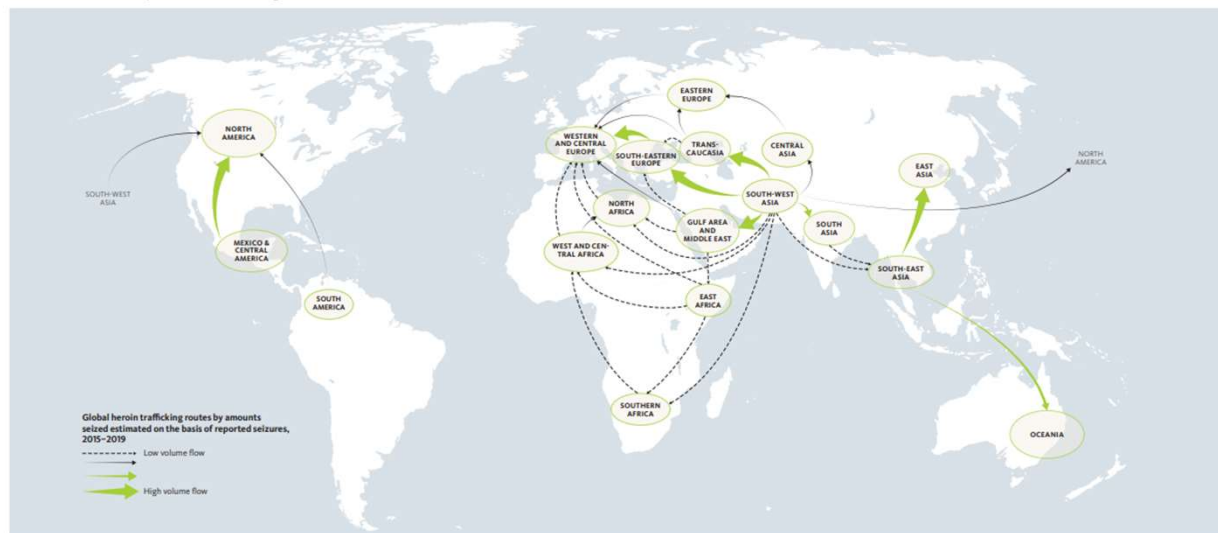 EASTERN
EUROPE
NORTH
AMERICA
WESTERN
AND CENTRAL
EUROPE
SOUTH-EASTERN
EUROPE
TRANS-
CAUCASIA
CENTRAL
ASIA
EAST
ASIA
NORTH
AMERICA
SOUTH-WEST
ASIA
SOUTH-WEST
ASIA
NORTH
AFRICA
GULF AREA
AND
MIDDLE EAST
SOUTH
ASIA
MEXICO &
CENTRAL
AMERICA
WEST AND CEN-
TRAL AFRICA
SOUTH-EAST
ASIA
SOUTH
AMERICA
EAST
AFRICA
SOUTHERN
AFRICA
OCEANIA
Global heroin trafficking routes by amounts
seized estimated on the basis of reported seizures,
2015–2019
Low volume flow
High volume flow